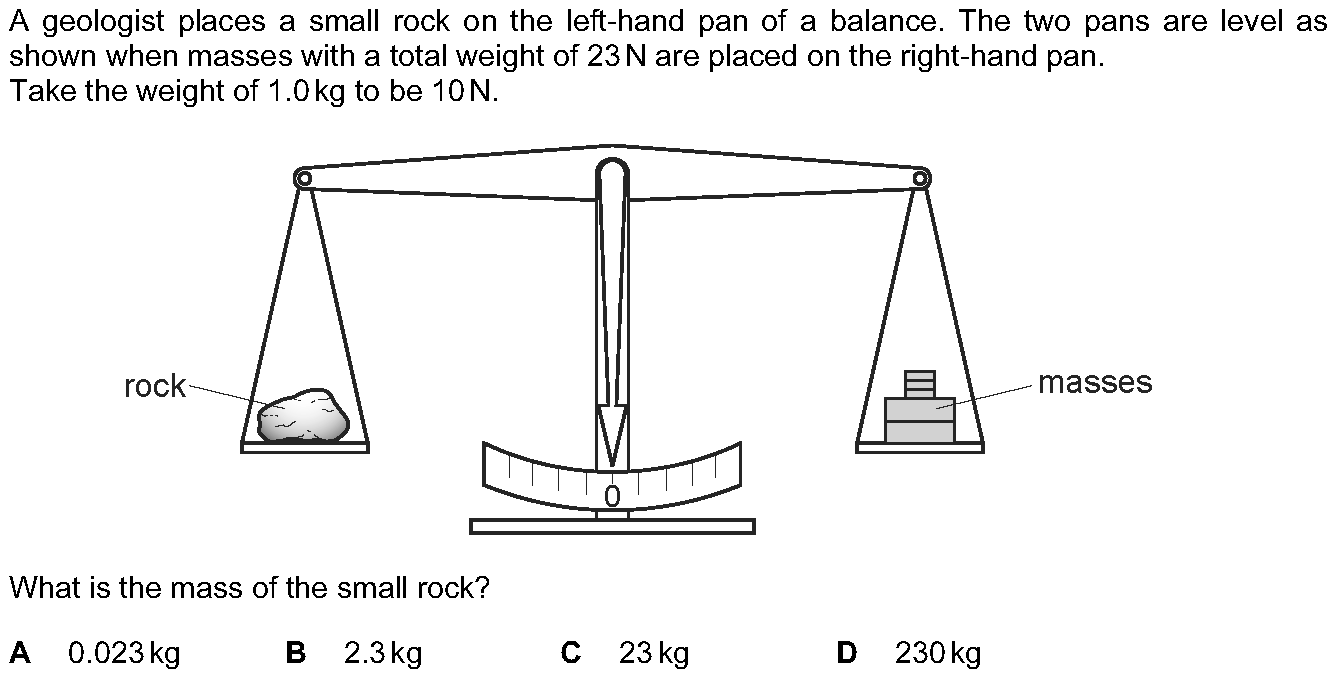 A geologist places a small rock on the left-hand pan of a balance. The two pans are level as
shown when masses with a total weight of 23 N are placed on the right-hand pan.
Take the weight of 1.0 kg to be 10 N.
rock
masses
0
What is the mass of the small rock?
A 0.023 kg B 2.3 kg C 23 kg D 230 kg